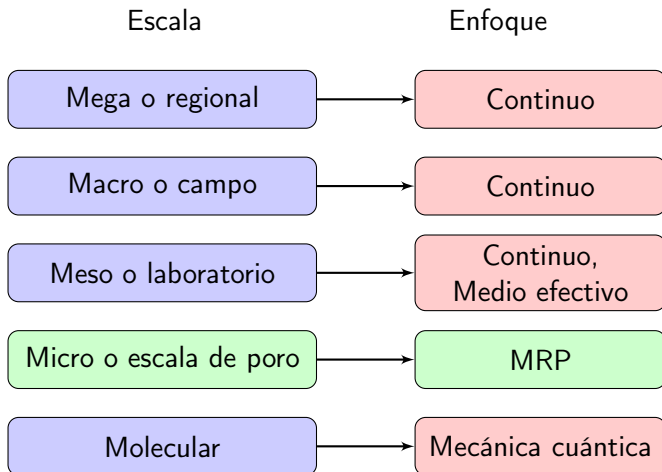 Escala Enfoque
Mega o regional Continuo
Macro o campo Continuo
Meso o laboratorio Continuo,
Medio efectivo
Micro o escala de poro MRP
Molecular Mecánica cuántica